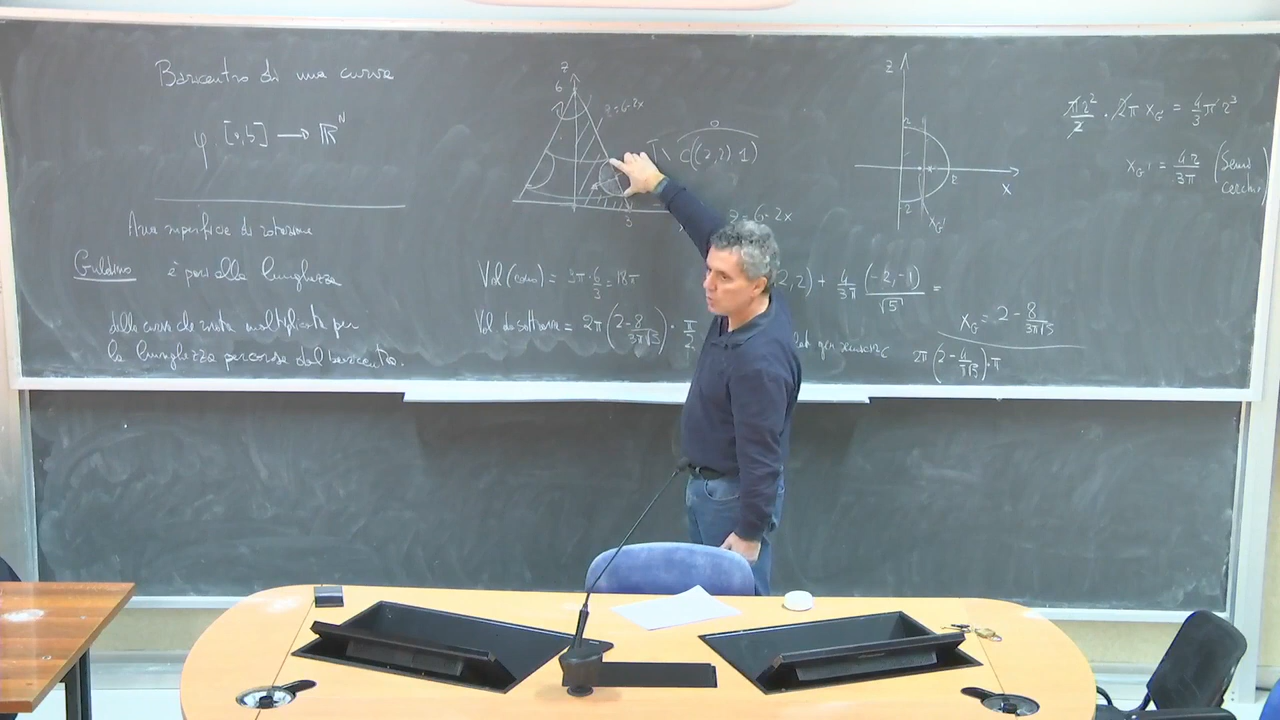 Baricentro di una curva
φ [a,b] → ℝᴺ
Area superficie di rotazione
Guldino è pari alla lunghezza
della curva che ruota moltiplicata per
la lunghezza percorsa dal baricentro.
z
6
z=6-2x
T \ C((2,2),1)
3
z=6-2x
Vol(cono) = 9π·6/3 = 18π
Vol da sottrarre = 2π(2-8/3π√5)·π/2
2,2) + 4/3π (-2,-1)/√5 =
x_G = 2-8/3π√5
2π(2-4/π√5)·π
z
r
r
x
-r
x_G'
πr²/2 · 2π x_G' = 4/3 π r³
x_G' = 4r/3π (Semi
cerchio)